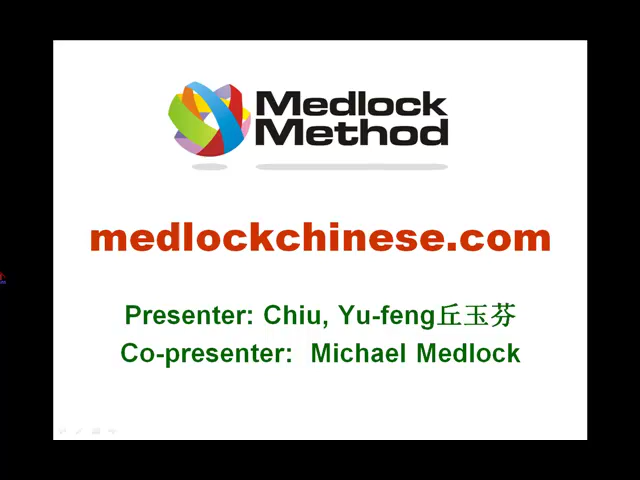 Medlock
Method
medlockchinese.com
Presenter: Chiu, Yu-feng丘玉芬
Co-presenter: Michael Medlock